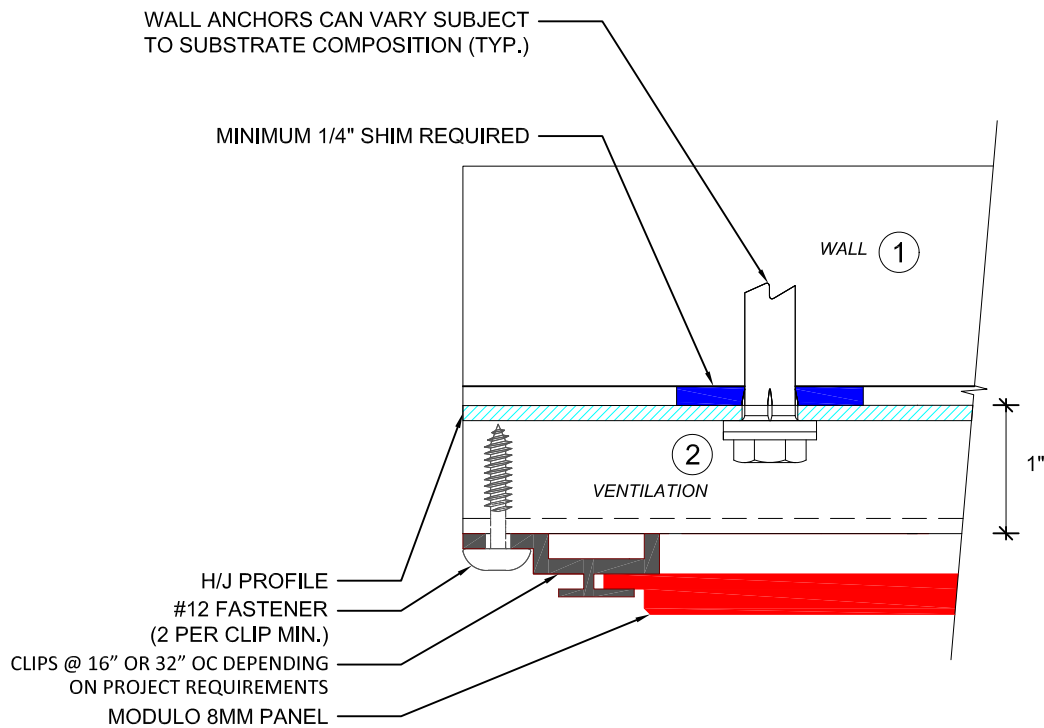 WALL ANCHORS CAN VARY SUBJECT
TO SUBSTRATE COMPOSITION (TYP.)
MINIMUM 1/4" SHIM REQUIRED
WALL 1
2
VENTILATION
1"
H/J PROFILE
#12 FASTENER
(2 PER CLIP MIN.)
CLIPS @ 16” OR 32” OC DEPENDING
ON PROJECT REQUIREMENTS
MODULO 8MM PANEL